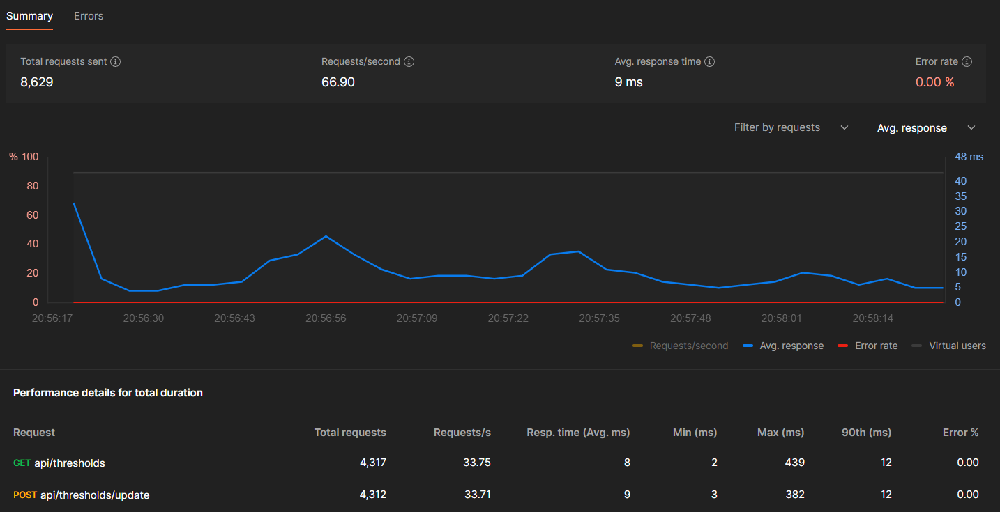 Summary Errors
Total requests sent Requests/second Avg. response time Error rate
8,629 66.90 9 ms 0.00 %
Filter by requests Avg. response
% 100 48 ms
80 40
35
60 30
25
40 20
15
20 10
5
0 0
20:56:17 20:56:30 20:56:43 20:56:56 20:57:09 20:57:22 20:57:35 20:57:48 20:58:01 20:58:14
Requests/second Avg. response Error rate Virtual users
Performance details for total duration
Request Total requests Requests/s Resp. time (Avg. ms) Min (ms) Max (ms) 90th (ms) Error %
GET api/thresholds 4,317 33.75 8 2 439 12 0.00
POST api/thresholds/update 4,312 33.71 9 3 382 12 0.00